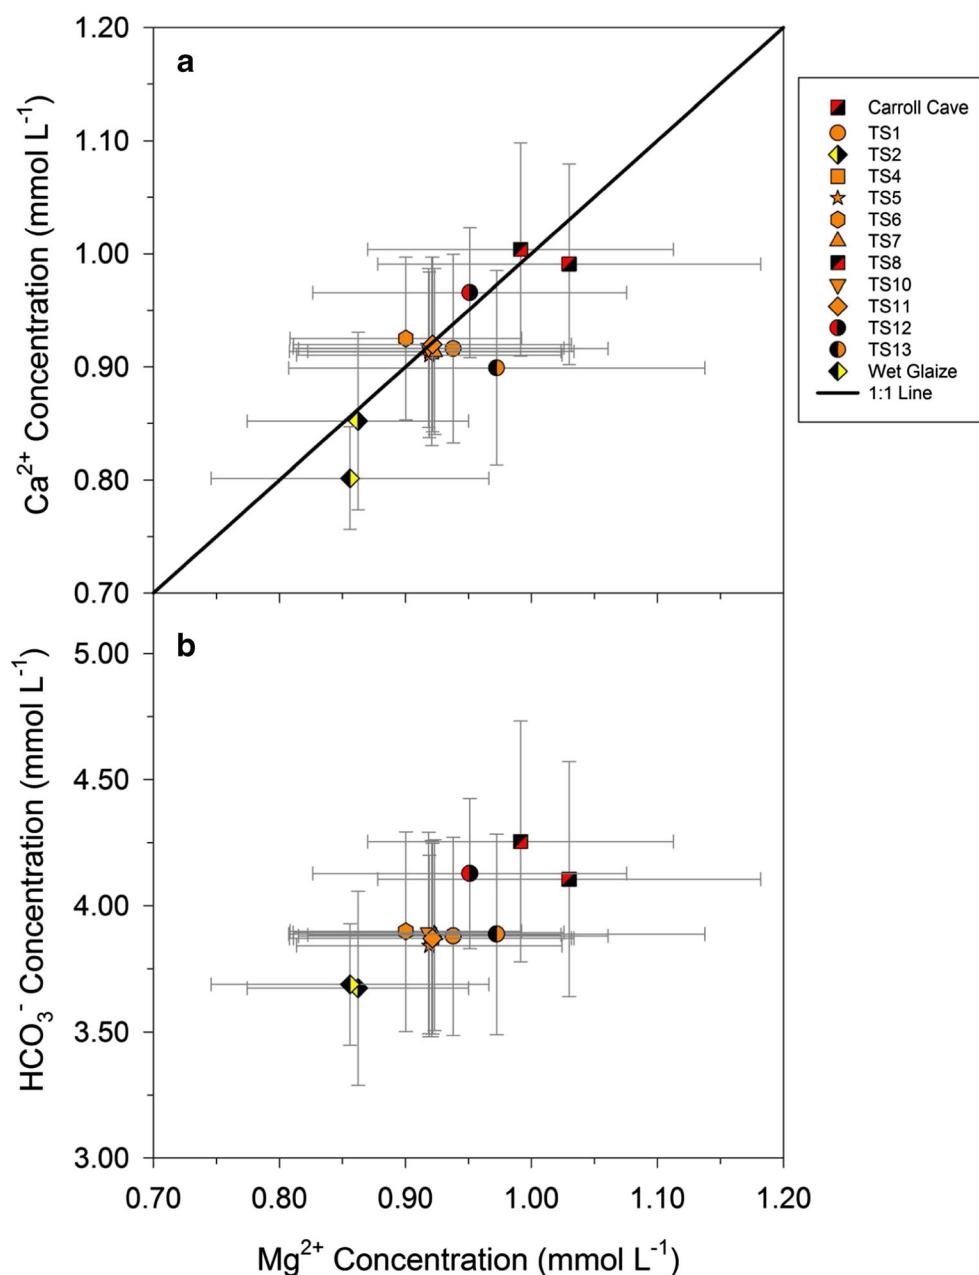 a
1.20
1.10
1.00
0.90
0.80
0.70
Ca²⁺ Concentration (mmol L⁻¹)
Carroll Cave
TS1
TS2
TS4
TS5
TS6
TS7
TS8
TS10
TS11
TS12
TS13
Wet Glaize
1:1 Line
b
5.00
4.50
4.00
3.50
3.00
HCO₃⁻ Concentration (mmol L⁻¹)
0.70 0.80 0.90 1.00 1.10 1.20
Mg²⁺ Concentration (mmol L⁻¹)